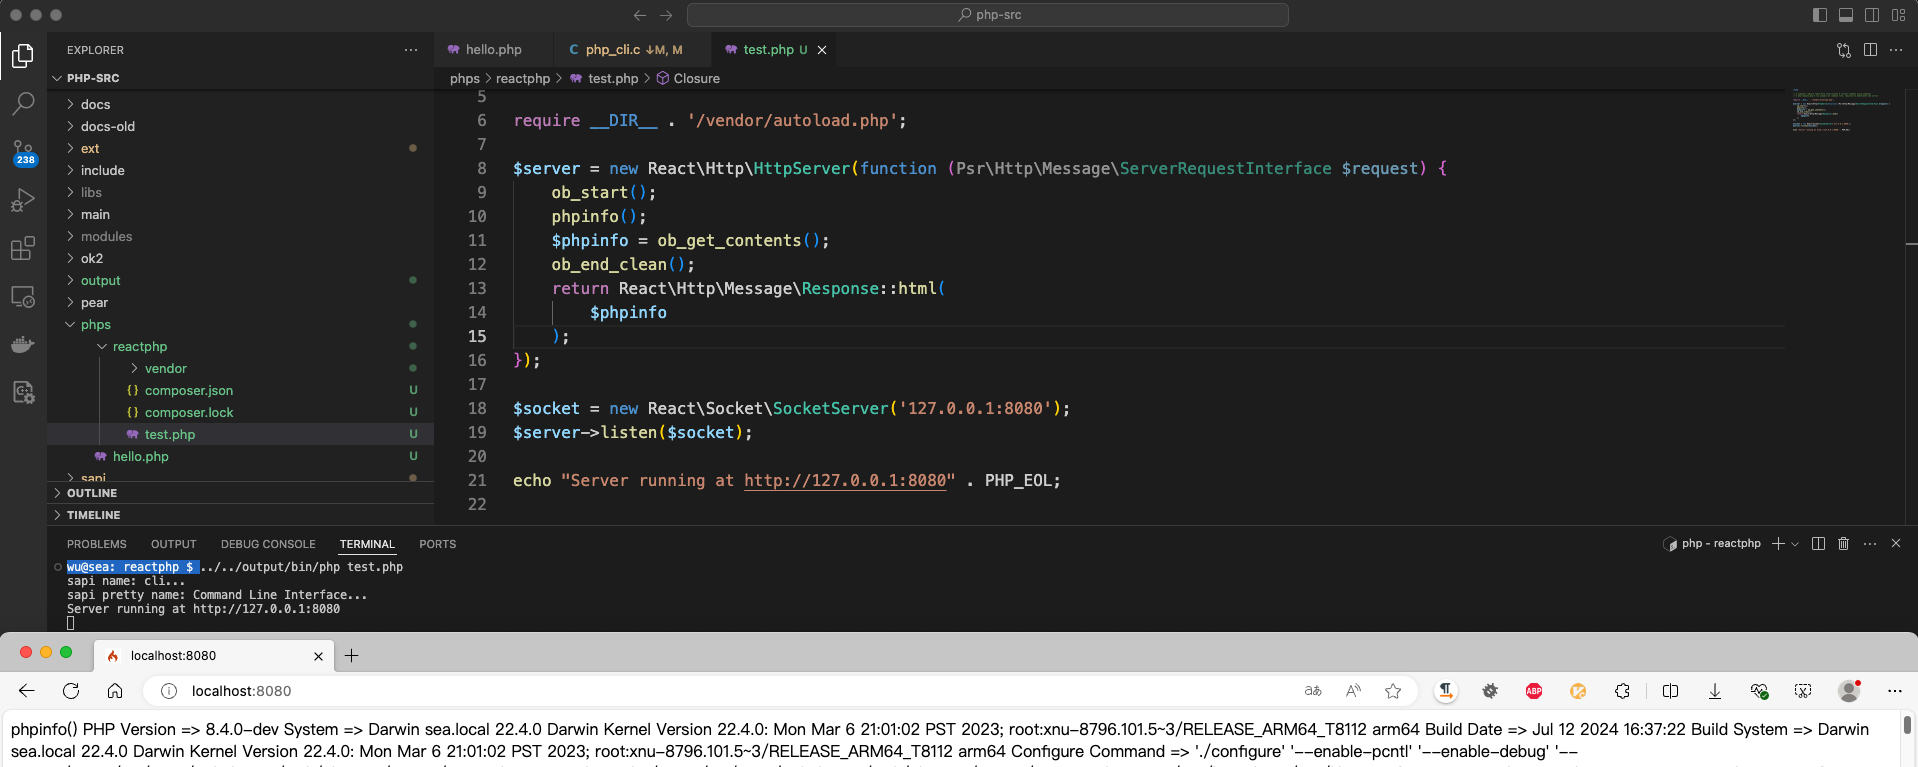 php-src
EXPLORER
PHP-SRC
docs
docs-old
ext
include
libs
main
modules
ok2
output
pear
phps
reactphp
vendor
{} composer.json U
{} composer.lock U
test.php U
hello.php U
sapi
OUTLINE
TIMELINE
238
hello.php
C php_cli.c ↓M, M
test.php U
phps > reactphp > test.php > Closure
5
6 require __DIR__ . '/vendor/autoload.php';
7
8 $server = new React\Http\HttpServer(function (Psr\Http\Message\ServerRequestInterface $request) {
9 ob_start();
10 phpinfo();
11 $phpinfo = ob_get_contents();
12 ob_end_clean();
13 return React\Http\Message\Response::html(
14 $phpinfo
15 );
16 });
17
18 $socket = new React\Socket\SocketServer('127.0.0.1:8080');
19 $server->listen($socket);
20
21 echo "Server running at http://127.0.0.1:8080" . PHP_EOL;
22
PROBLEMS OUTPUT DEBUG CONSOLE TERMINAL PORTS
php - reactphp
wu@sea: reactphp $ ../../output/bin/php test.php
sapi name: cli...
sapi pretty name: Command Line Interface...
Server running at http://127.0.0.1:8080
localhost:8080
localhost:8080
aあ
ABP
phpinfo() PHP Version => 8.4.0-dev System => Darwin sea.local 22.4.0 Darwin Kernel Version 22.4.0: Mon Mar 6 21:01:02 PST 2023; root:xnu-8796.101.5~3/RELEASE_ARM64_T8112 arm64 Build Date => Jul 12 2024 16:37:22 Build System => Darwin
sea.local 22.4.0 Darwin Kernel Version 22.4.0: Mon Mar 6 21:01:02 PST 2023; root:xnu-8796.101.5~3/RELEASE_ARM64_T8112 arm64 Configure Command => './configure' '--enable-pcntl' '--enable-debug' '--